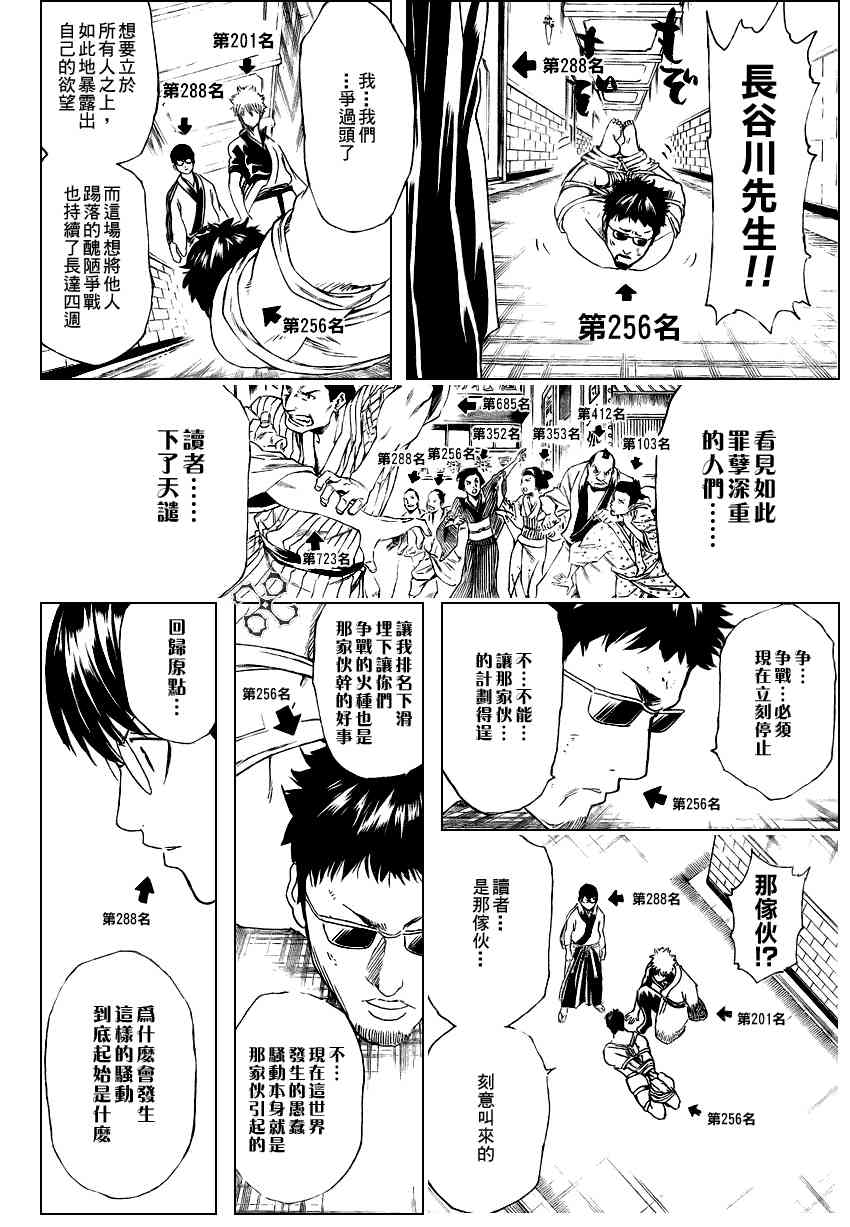 長谷川先生!!
第288名
もぞ
もぞ
第256名
我…我們
…爭過頭了
第201名
第288名
想要立於
所有人之上，
如此地暴露出
自己的欲望
而這場想將他人
踢落的醜陋爭戰
也持續了長達四週
第256名
看見如此
罪孽深重
的人們……
第685名
第412名
第352名
第353名
第103名
第256名
第288名
第723名
讀者……
下了天譴
爭…
爭戰…必須
現在立刻停止
不…不能…
讓那家伙…
的計劃得逞
第256名
那傢伙!?
第288名
讀者…
是那傢伙…
第201名
第256名
刻意叫來的
讓我排名下滑
埋下讓你們
爭戰的火種也是
那家伙幹的好事
第256名
不…
現在這世界
發生的愚蠢
騷動本身就是
那家伙引起的
回歸原點…
第288名
爲什麽會發生
這樣的騷動
到底起始是什麽